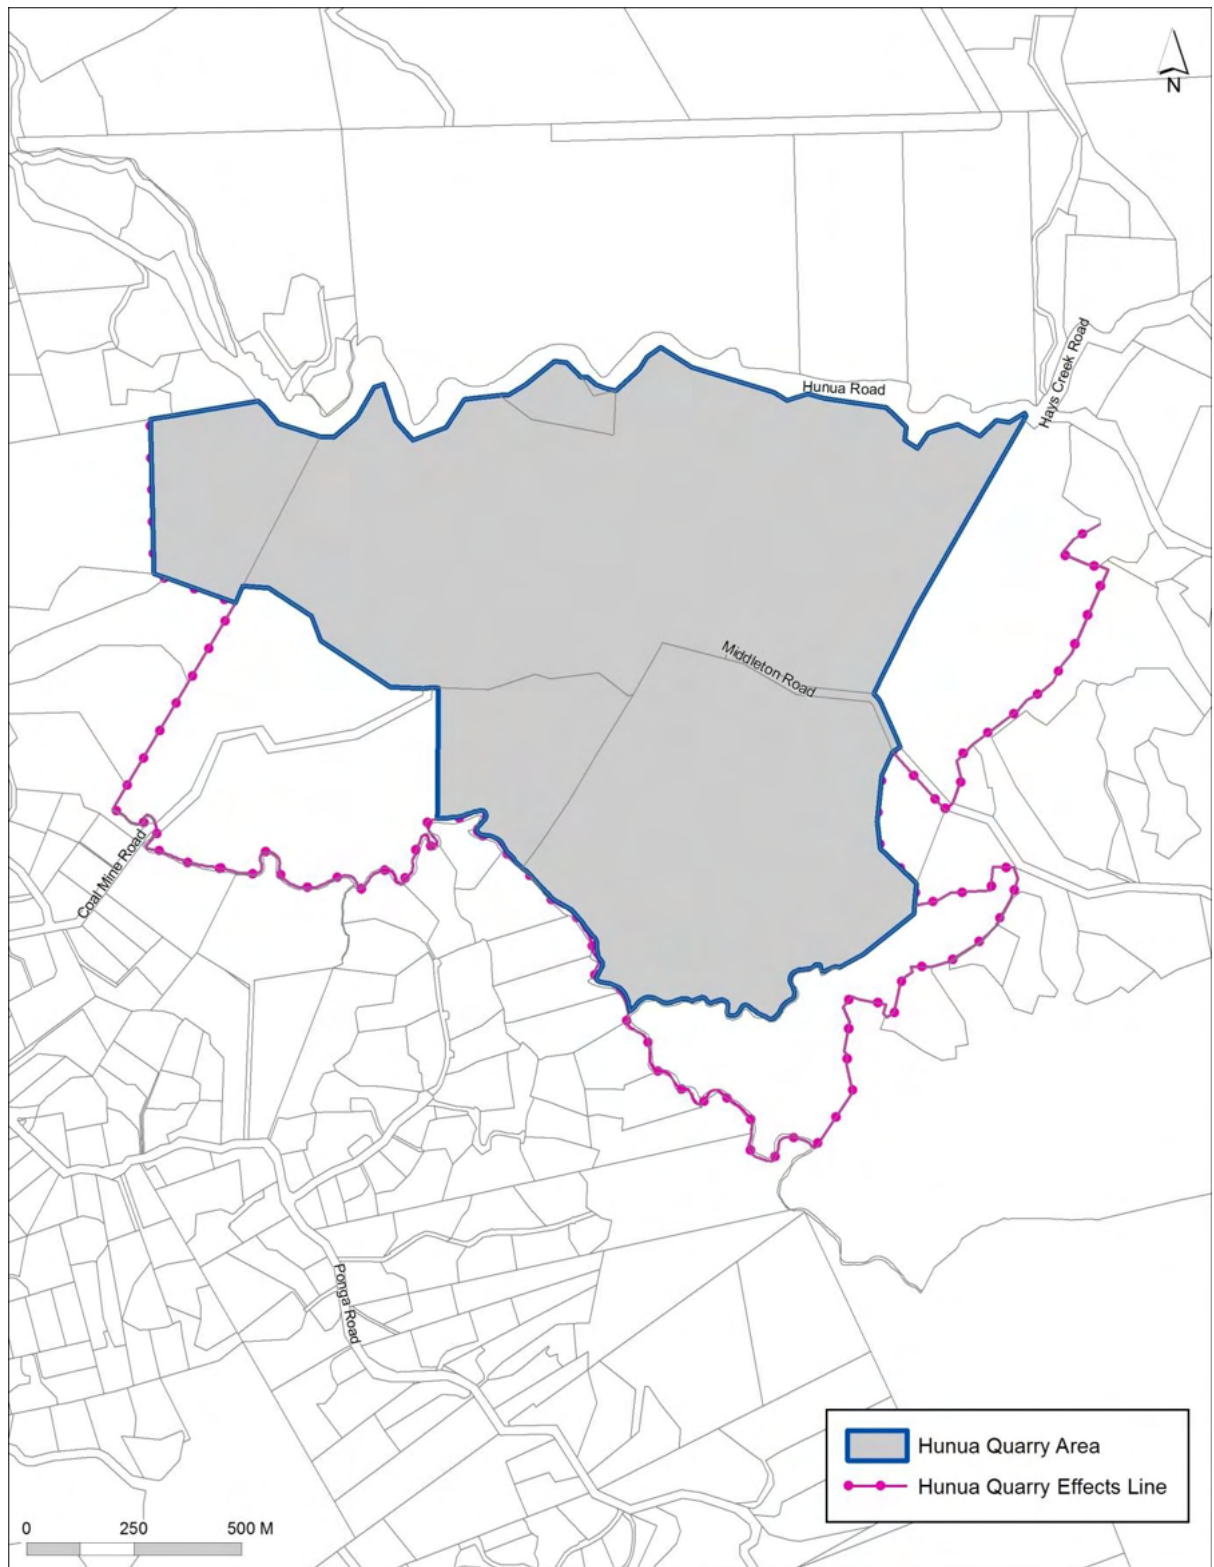 N
Hays Creek Road
Hunua Road
Middleton Road
Coal Mine Road
Ponga Road
Hunua Quarry Area
Hunua Quarry Effects Line
0 250 500 M